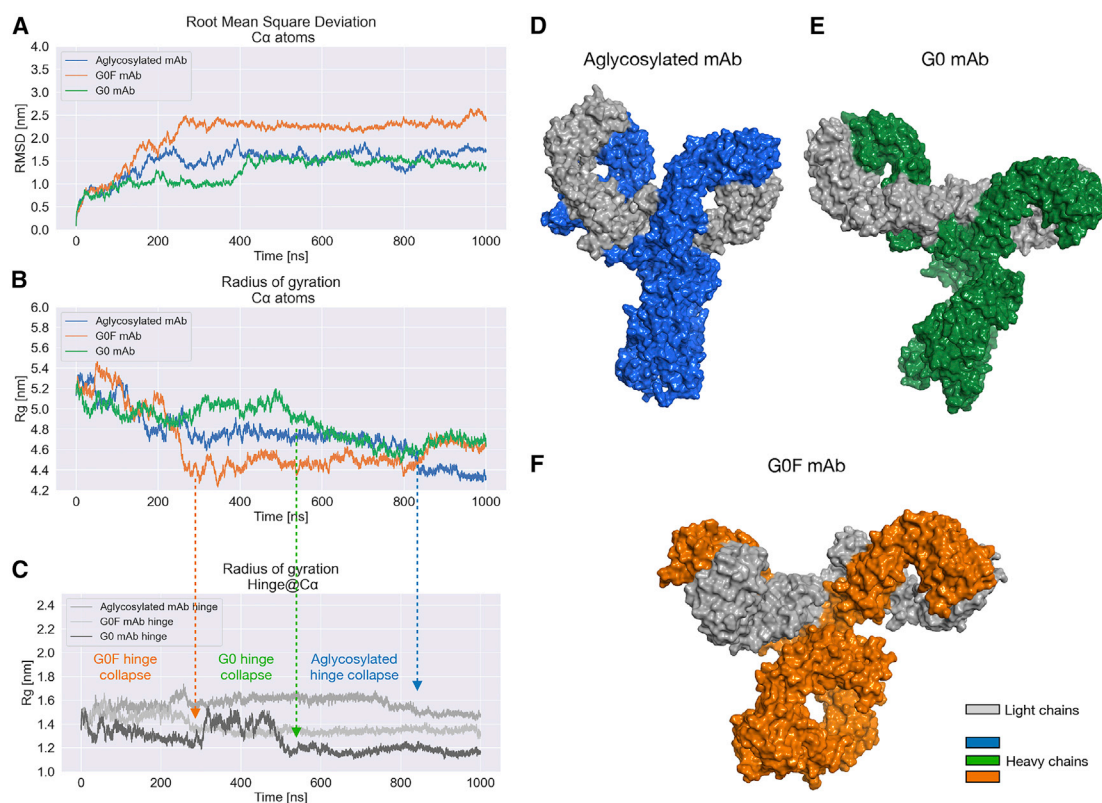 A
Root Mean Square Deviation
Cα atoms
4.0
3.5
3.0
2.5
2.0
1.5
1.0
0.5
0.0
RMSD [nm]
Aglycosylated mAb
G0F mAb
G0 mAb
0 200 400 600 800 1000
Time [ns]
B
Radius of gyration
Cα atoms
6.0
5.8
5.6
5.4
5.2
5.0
4.8
4.6
4.4
4.2
Rg [nm]
Aglycosylated mAb
G0F mAb
G0 mAb
0 200 400 600 800 1000
Time [ns]
C
Radius of gyration
Hinge@Cα
2.4
2.2
2.0
1.8
1.6
1.4
1.2
1.0
Rg [nm]
Aglycosylated mAb hinge
G0F mAb hinge
G0 mAb hinge
G0F hinge
collapse
G0 hinge
collapse
Aglycosylated
hinge collapse
0 100 200 300 400 500 600 700 800 900 1000
Time [ns]
D
Aglycosylated mAb
E
G0 mAb
F
G0F mAb
Light chains
Heavy chains